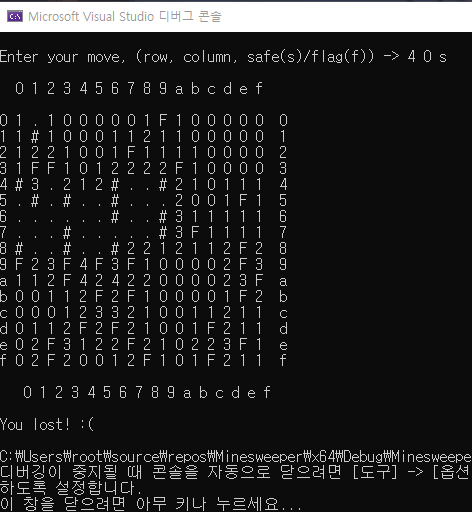 Microsoft Visual Studio 디버그 콘솔
Enter your move, (row, column, safe(s)/flag(f)) -> 4 0 s
0 1 2 3 4 5 6 7 8 9 a b c d e f
0 1 . 1 0 0 0 0 0 1 F 1 0 0 0 0 0  0
1 1 # 1 0 0 0 1 1 2 1 1 0 0 0 0 0  1
2 1 2 2 1 0 0 1 F 1 1 1 1 0 0 0 0  2
3 1 F F 1 0 1 2 2 2 2 F 1 0 0 0 0  3
4 # 3 . 2 1 2 # . . # 2 1 0 1 1 1  4
5 . # . # . . # . . . 2 0 0 1 F 1  5
6 . . . . . . # . . # 3 1 1 1 1 1  6
7 . . . # . . . . . # 3 F 1 1 1 1  7
8 # . . # . . # 2 2 1 2 1 1 2 F 2  8
9 F 2 3 F 4 F 3 F 1 0 0 0 0 2 F 3  9
a 1 1 2 F 4 2 4 2 2 0 0 0 0 2 3 F  a
b 0 0 1 1 2 F 2 F 1 0 0 0 0 1 F 2  b
c 0 0 0 1 2 3 3 2 1 0 0 1 1 2 1 1  c
d 0 1 1 2 F 2 F 2 1 0 0 1 F 2 1 1  d
e 0 2 F 3 1 2 2 F 2 1 0 2 2 3 F 1  e
f 0 2 F 2 0 0 1 2 F 1 0 1 F 2 1 1  f
0 1 2 3 4 5 6 7 8 9 a b c d e f
You lost! :(
C:\Users\root\source\repos\Minesweeper\x64\Debug\Minesweepe
디버깅이 중지될 때 콘솔을 자동으로 닫으려면 [도구] -> [옵션
하도록 설정합니다.
이 창을 닫으려면 아무 키나 누르세요...